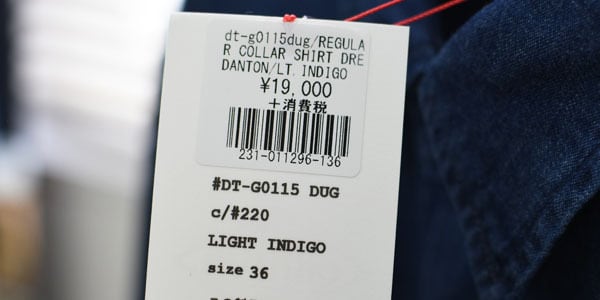 dt-g0115dug/REGULA
R COLLAR SHIRT DRE
DANTON/LT.INDIGO
¥19,000
+消費税
231-011296-136
#DT-G0115 DUG
c/#220
LIGHT INDIGO
size 36